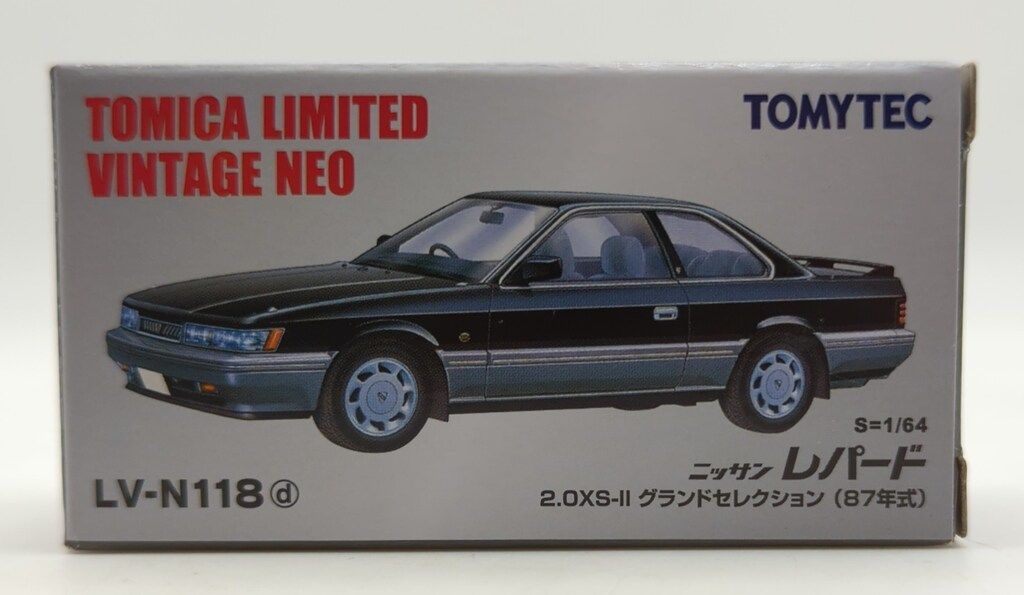 TOMICA LIMITED
VINTAGE NEO
TOMYTEC
S=1/64
ニッサン レパード
LV-N118 ⓓ
2.0XS-II グランドセレクション (87年式)